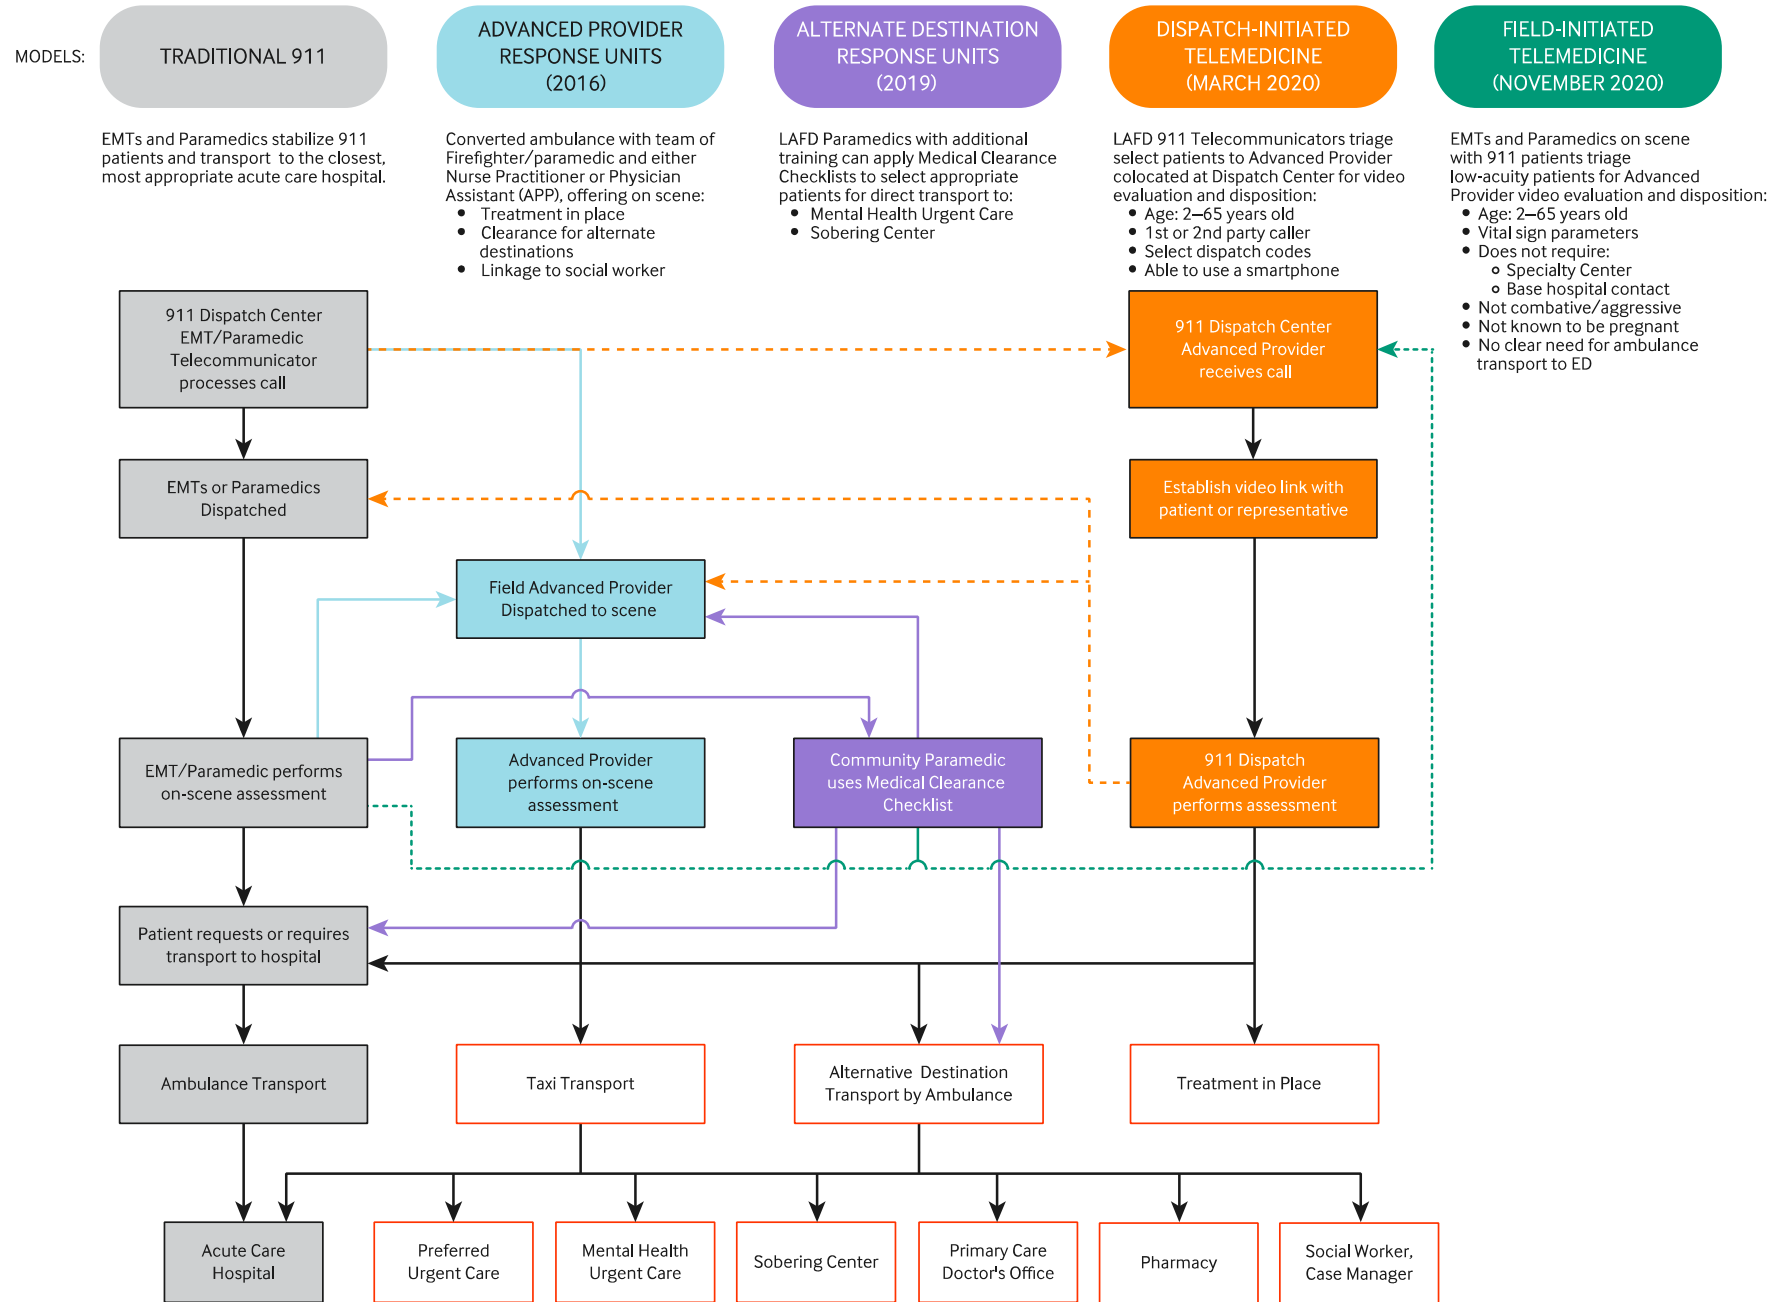 MODELS:
TRADITIONAL 911
ADVANCED PROVIDER
RESPONSE UNITS
(2016)
ALTERNATE DESTINATION
RESPONSE UNITS
(2019)
DISPATCH-INITIATED
TELEMEDICINE
(MARCH 2020)
FIELD-INITIATED
TELEMEDICINE
(NOVEMBER 2020)
EMTs and Paramedics stabilize 911
patients and transport to the closest,
most appropriate acute care hospital.
Converted ambulance with team of
Firefighter/paramedic and either
Nurse Practitioner or Physician
Assistant (APP), offering on scene:
• Treatment in place
• Clearance for alternate
destinations
• Linkage to social worker
LAFD Paramedics with additional
training can apply Medical Clearance
Checklists to select appropriate
patients for direct transport to:
• Mental Health Urgent Care
• Sobering Center
LAFD 911 Telecommunicators triage
select patients to Advanced Provider
colocated at Dispatch Center for video
evaluation and disposition:
• Age: 2–65 years old
• 1st or 2nd party caller
• Select dispatch codes
• Able to use a smartphone
EMTs and Paramedics on scene
with 911 patients triage
low-acuity patients for Advanced
Provider video evaluation and disposition:
• Age: 2–65 years old
• Vital sign parameters
• Does not require:
o Specialty Center
o Base hospital contact
• Not combative/aggressive
• Not known to be pregnant
• No clear need for ambulance
transport to ED
911 Dispatch Center
EMT/Paramedic
Telecommunicator
processes call
911 Dispatch Center
Advanced Provider
receives call
EMTs or Paramedics
Dispatched
Establish video link with
patient or representative
Field Advanced Provider
Dispatched to scene
EMT/Paramedic performs
on-scene assessment
Advanced Provider
performs on-scene
assessment
Community Paramedic
uses Medical Clearance
Checklist
911 Dispatch
Advanced Provider
performs assessment
Patient requests or requires
transport to hospital
Ambulance Transport
Taxi Transport
Alternative Destination
Transport by Ambulance
Treatment in Place
Acute Care
Hospital
Preferred
Urgent Care
Mental Health
Urgent Care
Sobering Center
Primary Care
Doctor's Office
Pharmacy
Social Worker,
Case Manager